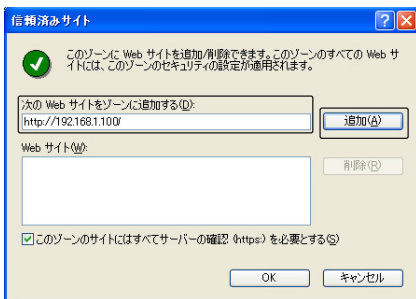 信頼済みサイト
このゾーンに Web サイトを追加/削除できます。このゾーンのすべての Web サ
イトには、このゾーンのセキュリティの設定が適用されます。
次の Web サイトをゾーンに追加する(D):
http://192.168.1.100/
追加(A)
Web サイト(W):
削除(R)
このゾーンのサイトにはすべてサーバーの確認 (https:) を必要とする(S)
OK
キャンセル